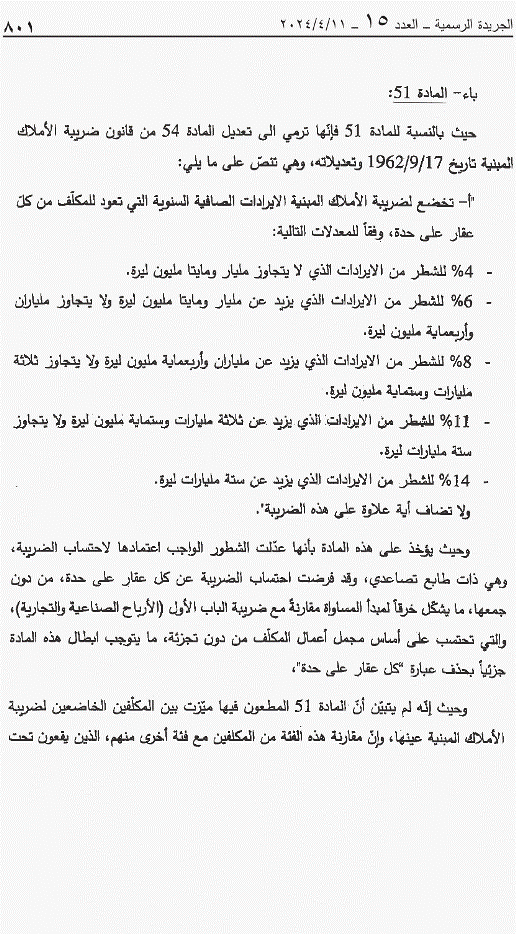 الجريدة الرسمية ــ العدد ١٥ ــ ٢٠٢٤/٤/١١
٨٠١
باء- المادة 51:
حيث بالنسبة للمادة 51 فإنّها ترمي الى تعديل المادة 54 من قانون ضريبة الأملاك
المبنية تاريخ 1962/9/17 وتعديلاته، وهي تنصّ على ما يلي:
"أ- تخضع لضريبة الأملاك المبنية الايرادات الصافية السنوية التي تعود للمكلّف من كلّ
عقار على حدة، وفقاً للمعدلات التالية:
- 4% للشطر من الايرادات الذي لا يتجاوز مليار ومايتا مليون ليرة.
- 6% للشطر من الايرادات الذي يزيد عن مليار ومايتا مليون ليرة ولا يتجاوز ملياران
وأربعماية مليون ليرة.
- 8% للشطر من الايرادات الذي يزيد عن ملياران وأربعماية مليون ليرة ولا يتجاوز ثلاثة
مليارات وستماية مليون ليرة.
- 11% للشطر من الايرادات الذي يزيد عن ثلاثة مليارات وستماية مليون ليرة ولا يتجاوز
ستة مليارات ليرة.
- 14% للشطر من الايرادات الذي يزيد عن ستة مليارات ليرة.
ولا تضاف أية علاوة على هذه الضريبة".
وحيث يؤخذ على هذه المادة بأنها عدّلت الشطور الواجب اعتمادها لاحتساب الضريبة،
وهي ذات طابع تصاعدي، وقد فرضت احتساب الضريبة عن كل عقار على حدة، من دون
جمعها، ما يشكّل خرقاً لمبدأ المساواة مقارنةً مع ضريبة الباب الأول (الأرباح الصناعية والتجارية)،
والتي تحتسب على أساس مجمل أعمال المكلّف من دون تجزئة، ما يتوجب ابطال هذه المادة
جزئياً بحذف عبارة "كل عقار على حدة"،
وحيث إنّه لم يتبيّن أنّ المادة 51 المطعون فيها ميّزت بين المكلّفين الخاضعين لضريبة
الأملاك المبنية عينها، وإنّ مقارنة هذه الفئة من المكلفين مع فئة أخرى منهم، الذين يقعون تحت